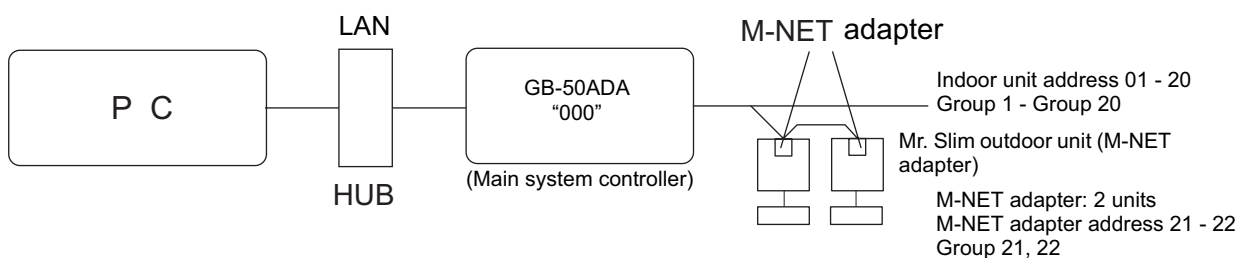 LAN
M-NET adapter
P C
GB-50ADA
“000”
Indoor unit address 01 - 20
Group 1 - Group 20
(Main system controller)
HUB
Mr. Slim outdoor unit (M-NET
adapter)
M-NET adapter: 2 units
M-NET adapter address 21 - 22
Group 21, 22